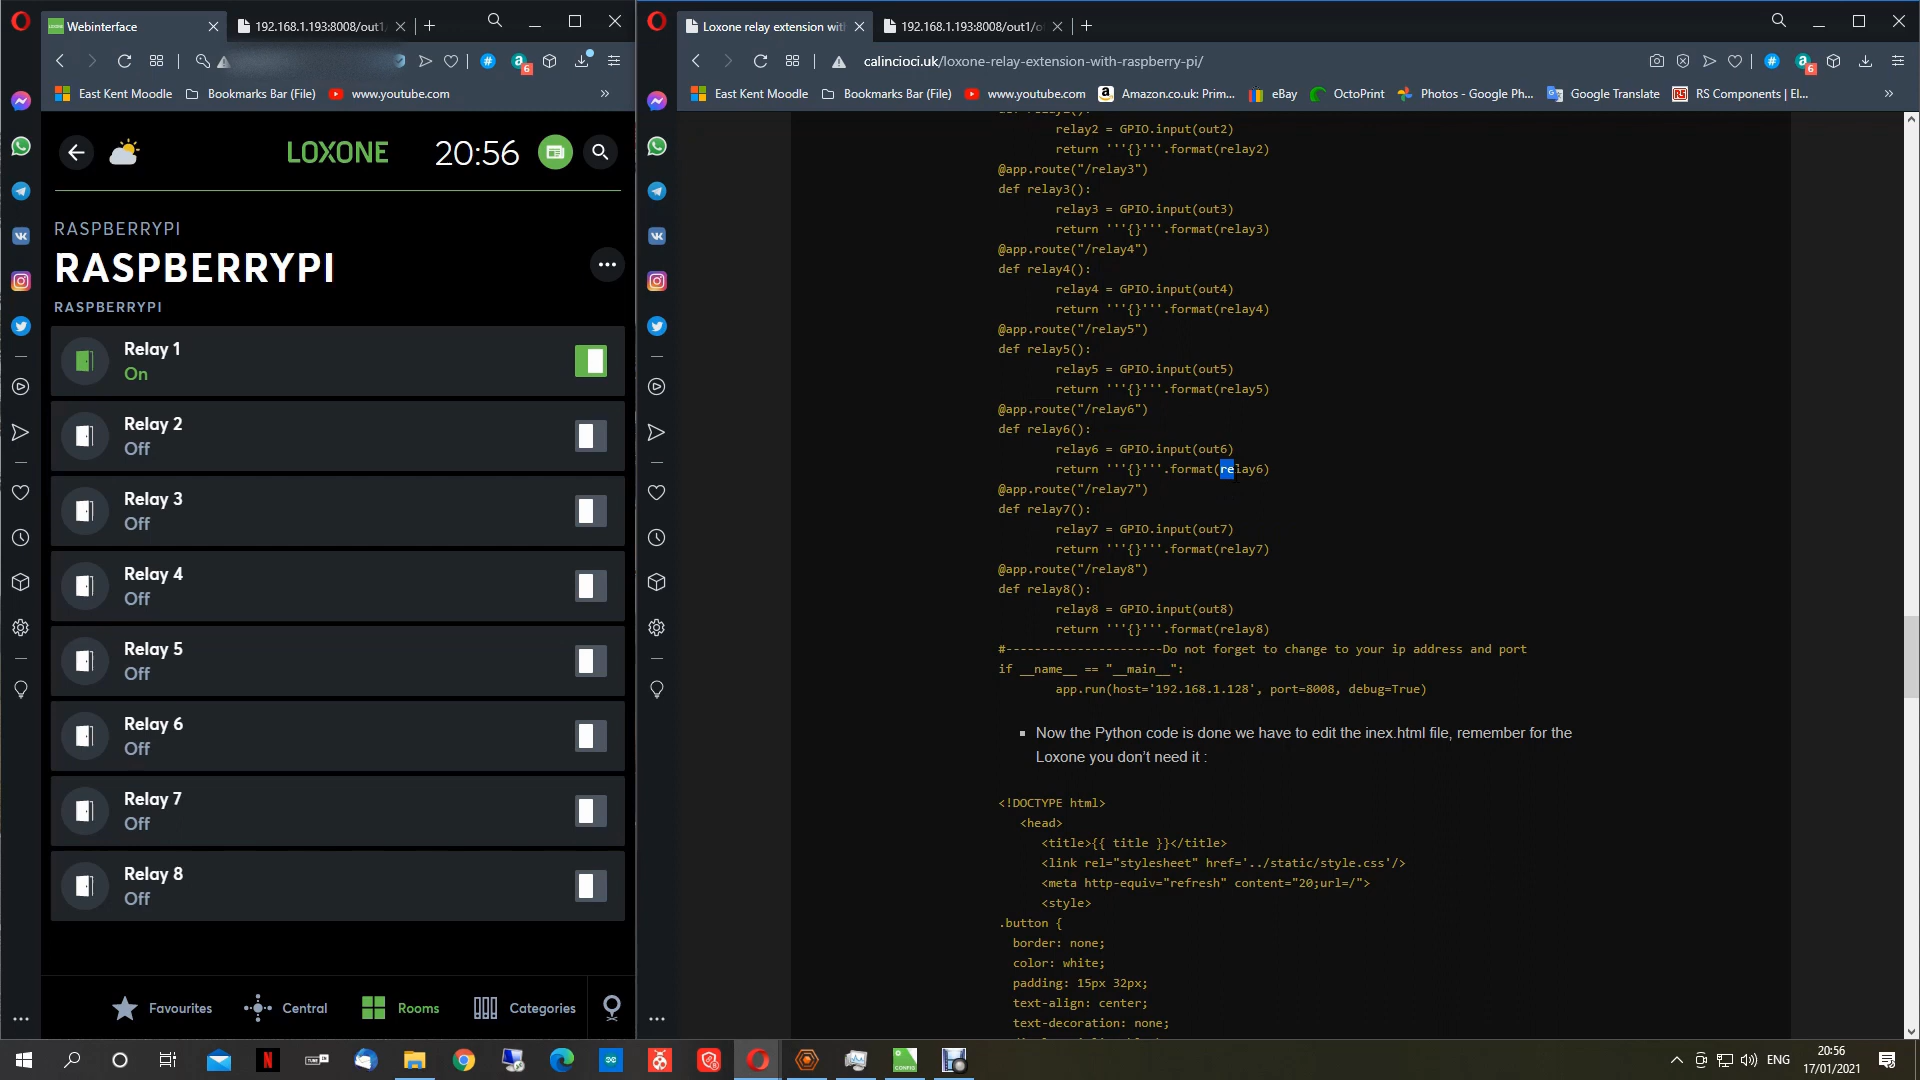 Webinterface
192.168.1.193:8008/out1/
East Kent Moodle
Bookmarks Bar (File)
www.youtube.com
»
LOXONE
20:56
RASPBERRYPI
RASPBERRYPI
RASPBERRYPI
Relay 1
On
Relay 2
Off
Relay 3
Off
Relay 4
Off
Relay 5
Off
Relay 6
Off
Relay 7
Off
Relay 8
Off
Favourites
Central
Rooms
Categories
Loxone relay extension with
192.168.1.193:8008/out1/o
calincioci.uk/loxone-relay-extension-with-raspberry-pi/
East Kent Moodle
Bookmarks Bar (File)
www.youtube.com
Amazon.co.uk: Prim...
eBay
OctoPrint
Photos - Google Ph...
Google Translate
RS Components | El...
»
relay2 = GPIO.input(out2)
return '''{}'''.format(relay2)
@app.route("/relay3")
def relay3():
relay3 = GPIO.input(out3)
return '''{}'''.format(relay3)
@app.route("/relay4")
def relay4():
relay4 = GPIO.input(out4)
return '''{}'''.format(relay4)
@app.route("/relay5")
def relay5():
relay5 = GPIO.input(out5)
return '''{}'''.format(relay5)
@app.route("/relay6")
def relay6():
relay6 = GPIO.input(out6)
return '''{}'''.format(relay6)
@app.route("/relay7")
def relay7():
relay7 = GPIO.input(out7)
return '''{}'''.format(relay7)
@app.route("/relay8")
def relay8():
relay8 = GPIO.input(out8)
return '''{}'''.format(relay8)
#----------------------Do not forget to change to your ip address and port
if __name__ == "__main__":
app.run(host='192.168.1.128', port=8008, debug=True)
Now the Python code is done we have to edit the inex.html file, remember for the
Loxone you don’t need it :
<!DOCTYPE html>
<head>
<title>{{ title }}</title>
<link rel="stylesheet" href='../static/style.css'/>
<meta http-equiv="refresh" content="20;url=/">
<style>
.button {
border: none;
color: white;
padding: 15px 32px;
text-align: center;
text-decoration: none;
ENG
20:56
17/01/2021